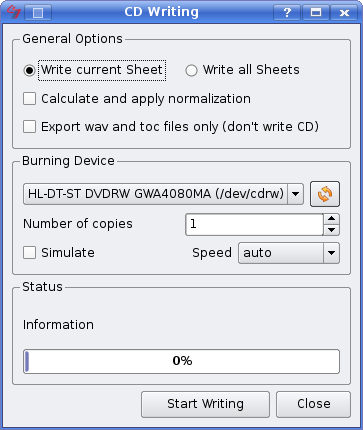 CD Writing
General Options
Write current Sheet
Write all Sheets
Calculate and apply normalization
Export wav and toc files only (don't write CD)
Burning Device
HL-DT-ST DVDRW GWA4080MA (/dev/cdrw)
Number of copies 1
Simulate Speed auto
Status
Information
0%
Start Writing Close